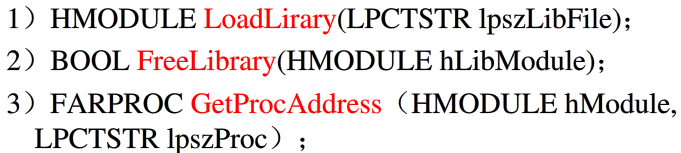 1）HMODULE LoadLirary(LPCTSTR lpszLibFile);
2）BOOL FreeLibrary(HMODULE hLibModule);
3）FARPROC GetProcAddress（HMODULE hModule,
LPCTSTR lpszProc）;